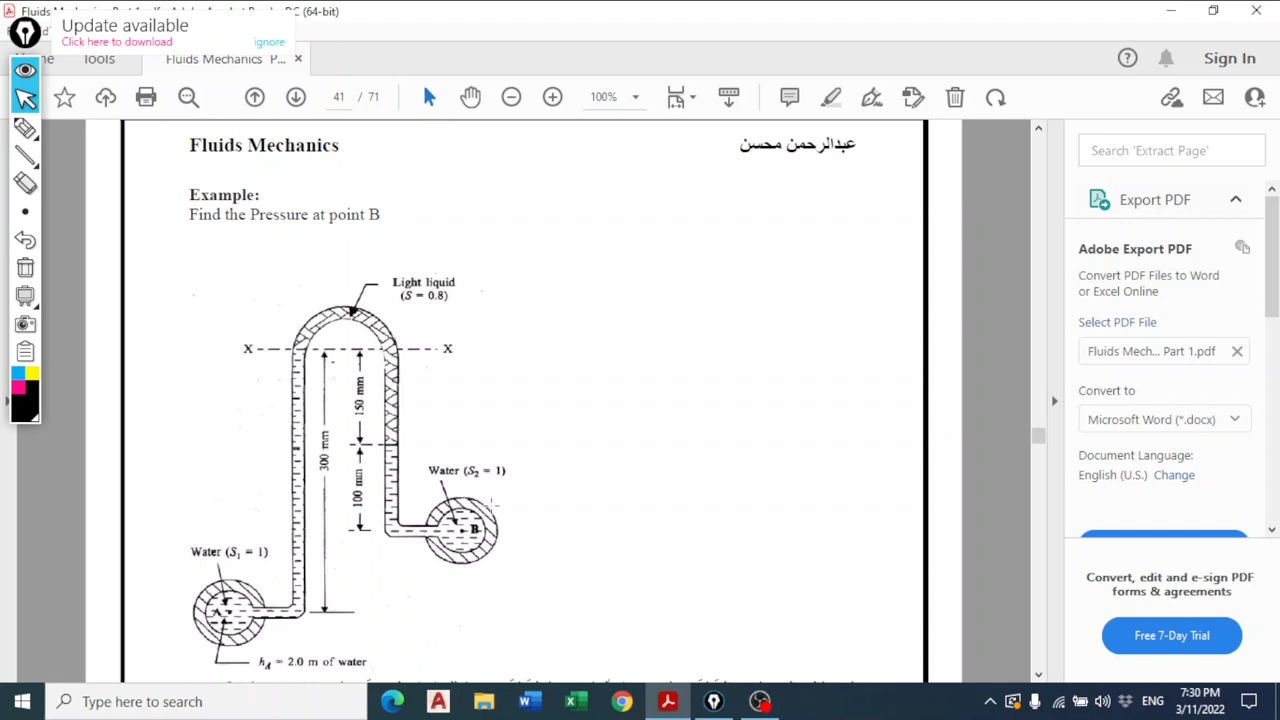 (64-bit)
Update available
Click here to download
ignore
Tools
Fluids Mechanics P... ×
Sign In
41 / 71
100%
Fluids Mechanics
عبدالرحمن محسن
Example:
Find the Pressure at point B
Light liquid
(S = 0.8)
X
X
150 mm
300 mm
100 mm
Water (S₂ = 1)
B
Water (S₁ = 1)
A
hA = 2.0 m of water
Search 'Extract Page'
Export PDF
Adobe Export PDF
Convert PDF Files to Word
or Excel Online
Select PDF File
Fluids Mech... Part 1.pdf
Convert to
Microsoft Word (*.docx)
Document Language:
English (U.S.) Change
Convert, edit and e-sign PDF
forms & agreements
Free 7-Day Trial
Type here to search
ENG
7:30 PM
3/11/2022